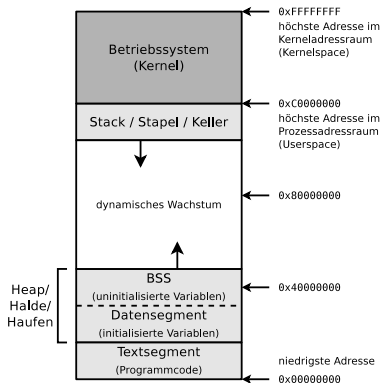 0xFFFFFFFF
höchste Adresse im
Kerneladressraum
(Kernelspace)
Betriebssystem
(Kernel)
0xC0000000
höchste Adresse im
Prozessadressraum
(Userspace)
Stack / Stapel / Keller
dynamisches Wachstum
0x80000000
Heap/
Halde/
Haufen
BSS
(uninitialisierte Variablen)
0x40000000
Datensegment
(initialisierte Variablen)
Textsegment
(Programmcode)
niedrigste Adresse
0x00000000